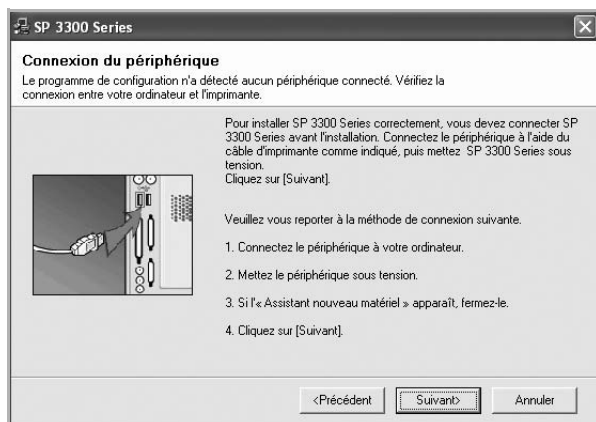 SP 3300 Series
Connexion du périphérique
Le programme de configuration n'a détecté aucun périphérique connecté. Vérifiez la
connexion entre votre ordinateur et l'imprimante.
Pour installer SP 3300 Series correctement, vous devez connecter SP
3300 Series avant l'installation. Connectez le périphérique à l'aide du
câble d'imprimante comme indiqué, puis mettez SP 3300 Series sous
tension.
Cliquez sur [Suivant].
Veuillez vous reporter à la méthode de connexion suivante.
1. Connectez le périphérique à votre ordinateur.
2. Mettez le périphérique sous tension.
3. Si l'« Assistant nouveau matériel » apparaît, fermez-le.
4. Cliquez sur [Suivant].
<Précédent
Suivant>
Annuler